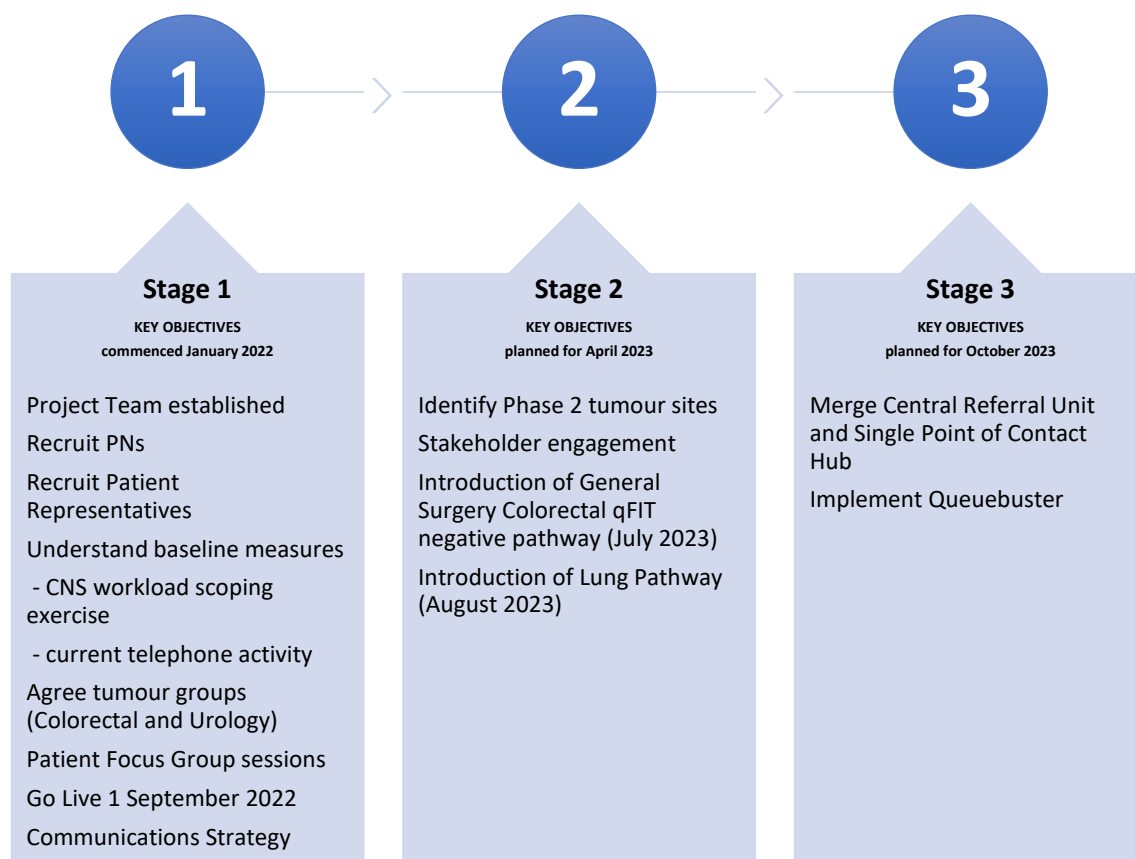 1
2
3
Stage 1
KEY OBJECTIVES
commenced January 2022
Project Team established
Recruit PNs
Recruit Patient
Representatives
Understand baseline measures
- CNS workload scoping
exercise
- current telephone activity
Agree tumour groups
(Colorectal and Urology)
Patient Focus Group sessions
Go Live 1 September 2022
Communications Strategy
Stage 2
KEY OBJECTIVES
planned for April 2023
Identify Phase 2 tumour sites
Stakeholder engagement
Introduction of General
Surgery Colorectal qFIT
negative pathway (July 2023)
Introduction of Lung Pathway
(August 2023)
Stage 3
KEY OBJECTIVES
planned for October 2023
Merge Central Referral Unit
and Single Point of Contact
Hub
Implement Queuebuster